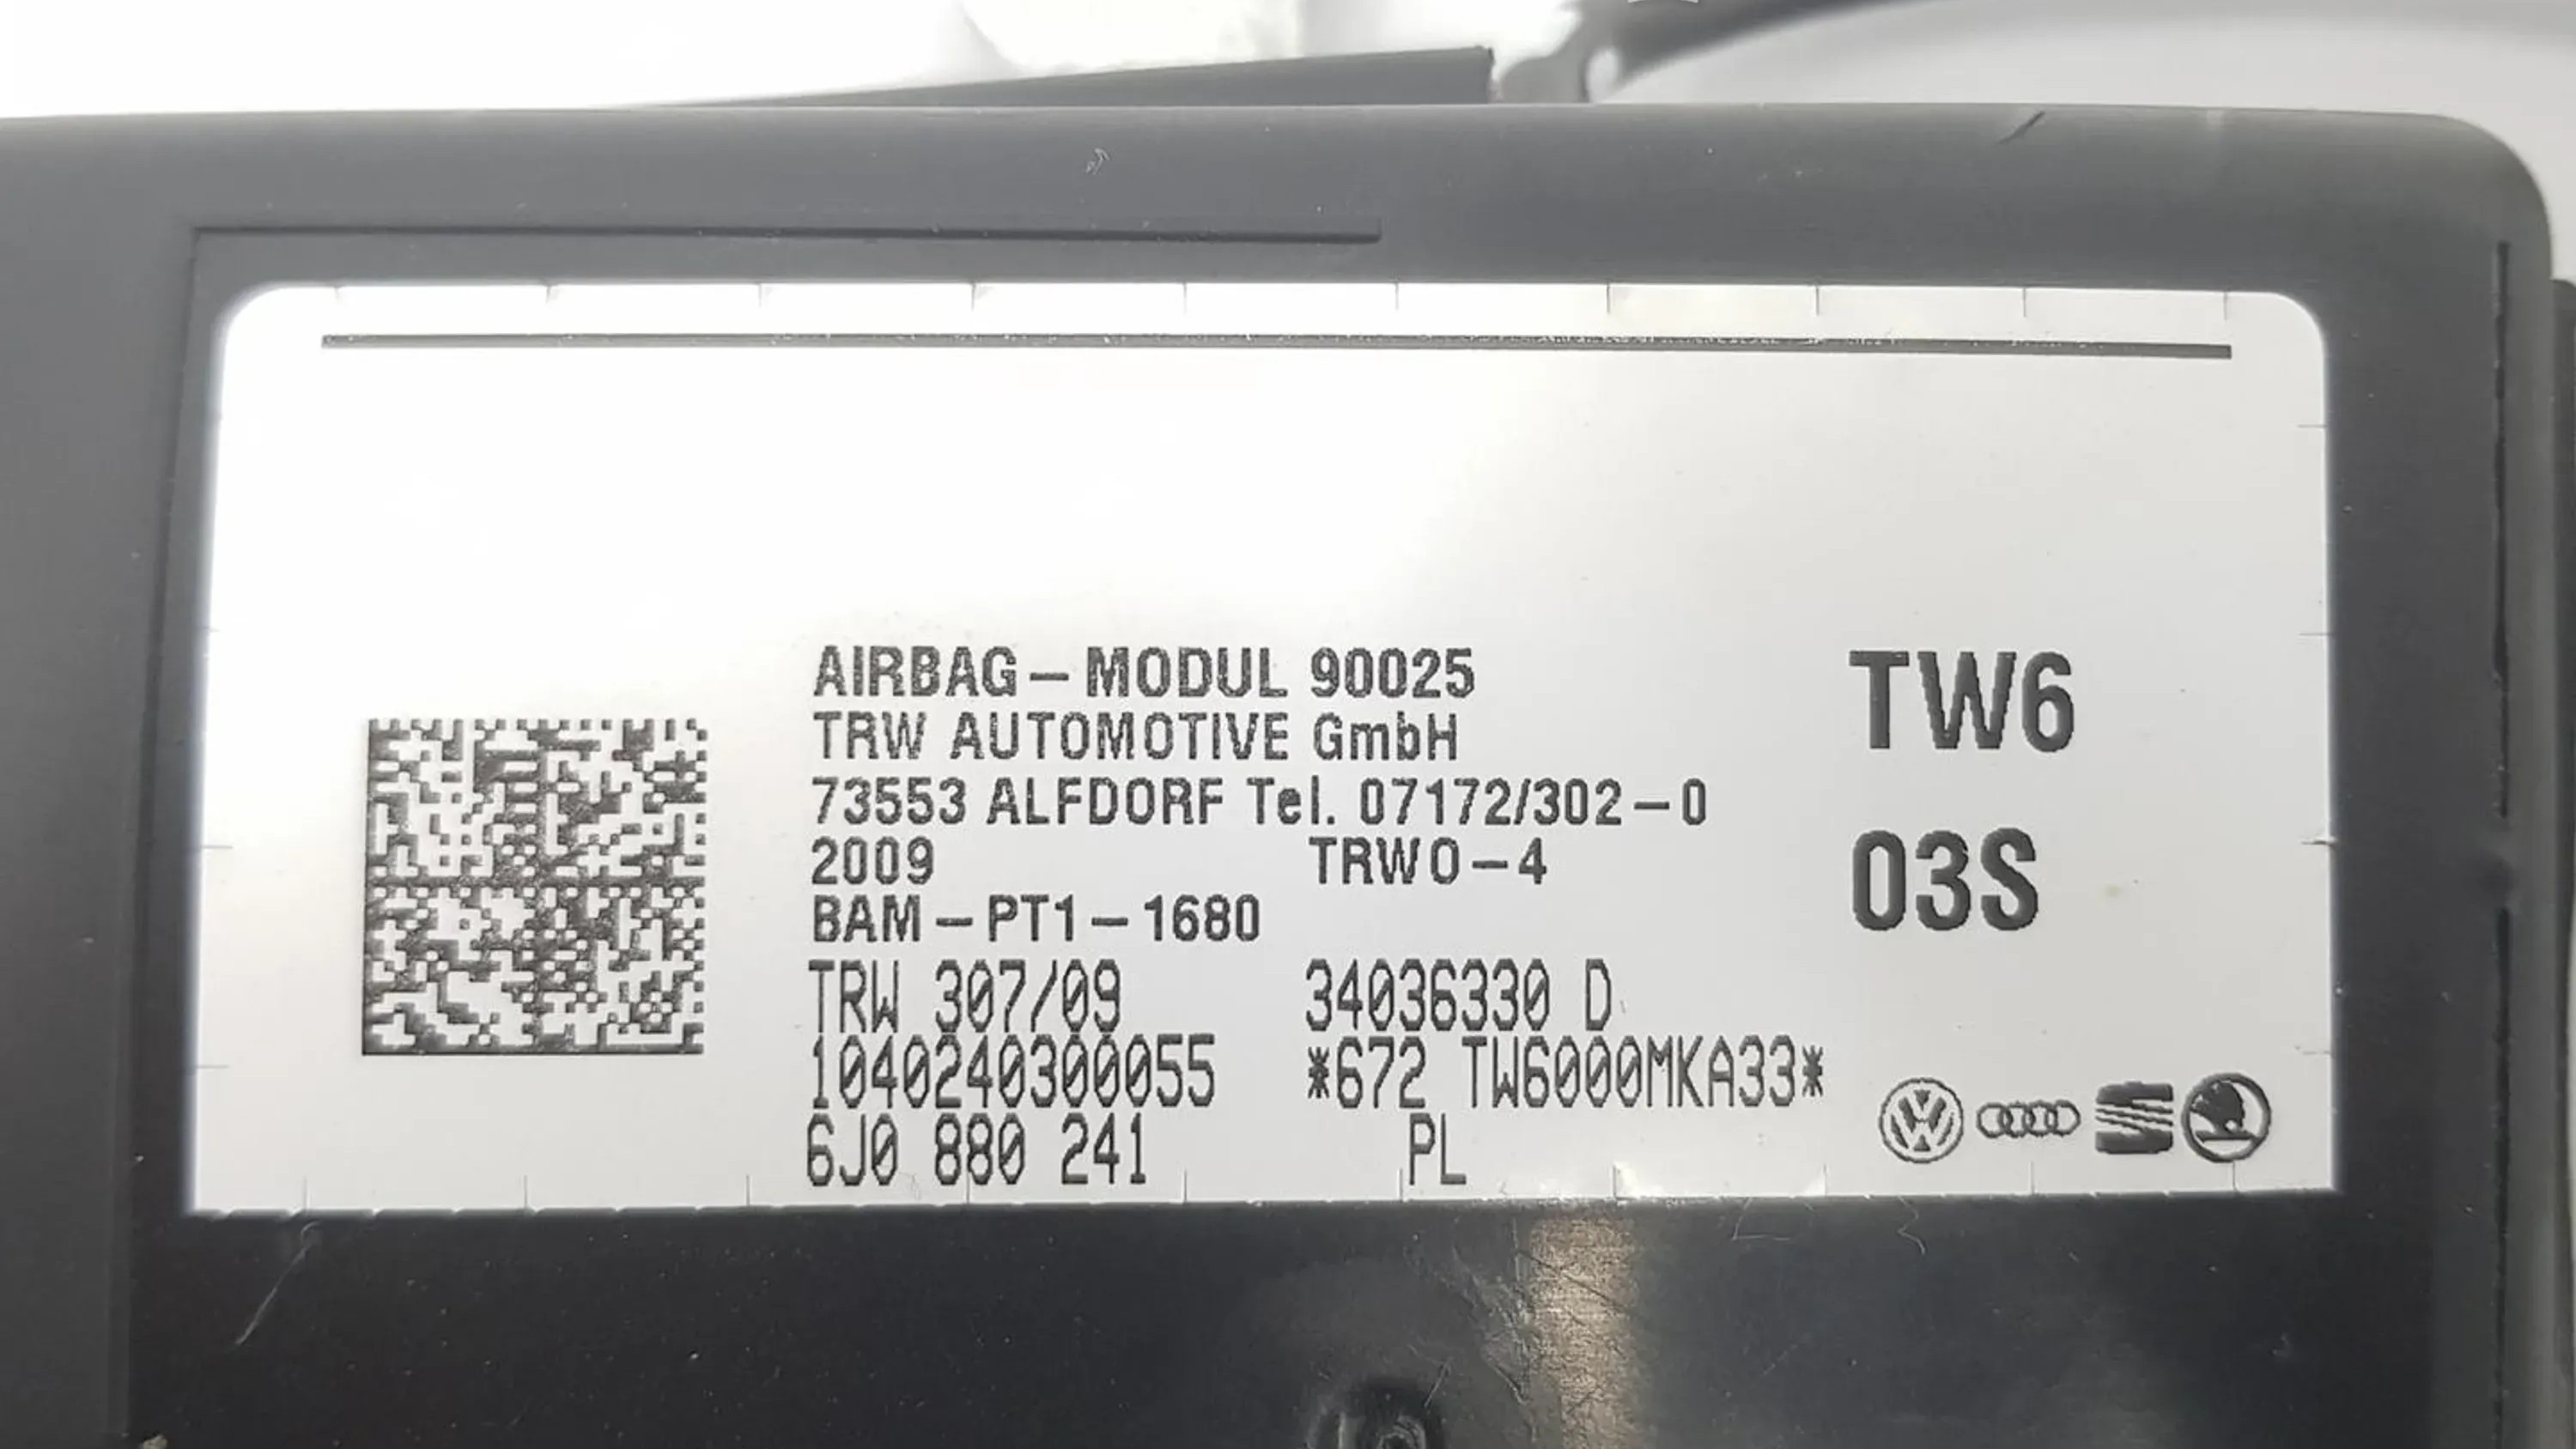 AIRBAG – MODUL 90025
TRW AUTOMOTIVE GmbH
73553 ALFDORF Tel. 07172/302 – 0
2009 TRWO – 4
BAM – PT1 – 1680
TRW 307/09 34036330 D
1040240300055 *672 TW6000MKA33*
6J0 880 241 PL
TW6
03S